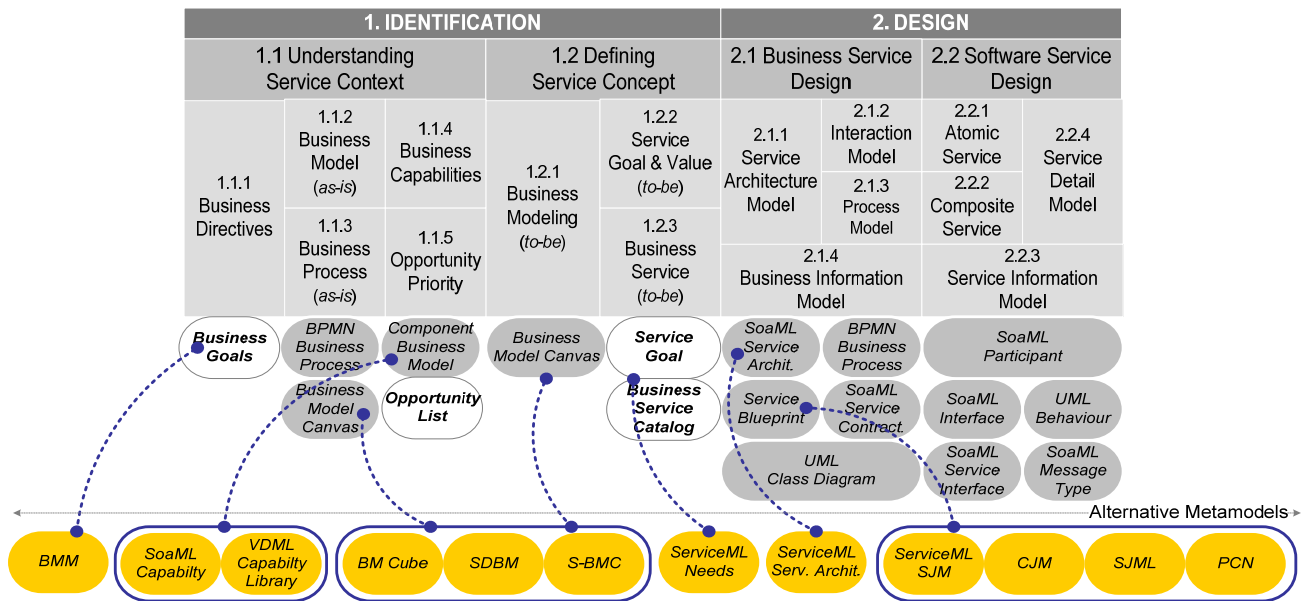 1. IDENTIFICATION
2. DESIGN
1.1 Understanding
Service Context
1.2 Defining
Service Concept
2.1 Business Service
Design
2.2 Software Service
Design
1.1.1
Business
Directives
1.1.2
Business
Model
(as-is)
1.1.3
Business
Process
(as-is)
1.1.4
Business
Capabilities
1.1.5
Opportunity
Priority
1.2.1
Business
Modeling
(to-be)
1.2.2
Service
Goal & Value
(to-be)
1.2.3
Business
Service
(to-be)
2.1.1
Service
Architecture
Model
2.1.2
Interaction
Model
2.1.3
Process
Model
2.1.4
Business Information
Model
2.2.1
Atomic
Service
2.2.2
Composite
Service
2.2.4
Service
Detail
Model
2.2.3
Service Information
Model
Business
Goals
BPMN
Business
Process
Component
Business
Model
Business
Model Canvas
Service
Goal
SoaML
Service
Archit.
BPMN
Business
Process
SoaML
Participant
Business
Model
Canvas
Opportunity
List
Business
Service
Catalog
Service
Blueprint
SoaML
Service
Contract.
SoaML
Interface
UML
Behaviour
UML
Class Diagram
SoaML
Service
Interface
SoaML
Message
Type
Alternative Metamodels
BMM
SoaML
Capabilty
VDML
Capabilty
Library
BM Cube
SDBM
S-BMC
ServiceML
Needs
ServiceML
Serv. Archit.
ServiceML
SJM
CJM
SJML
PCN